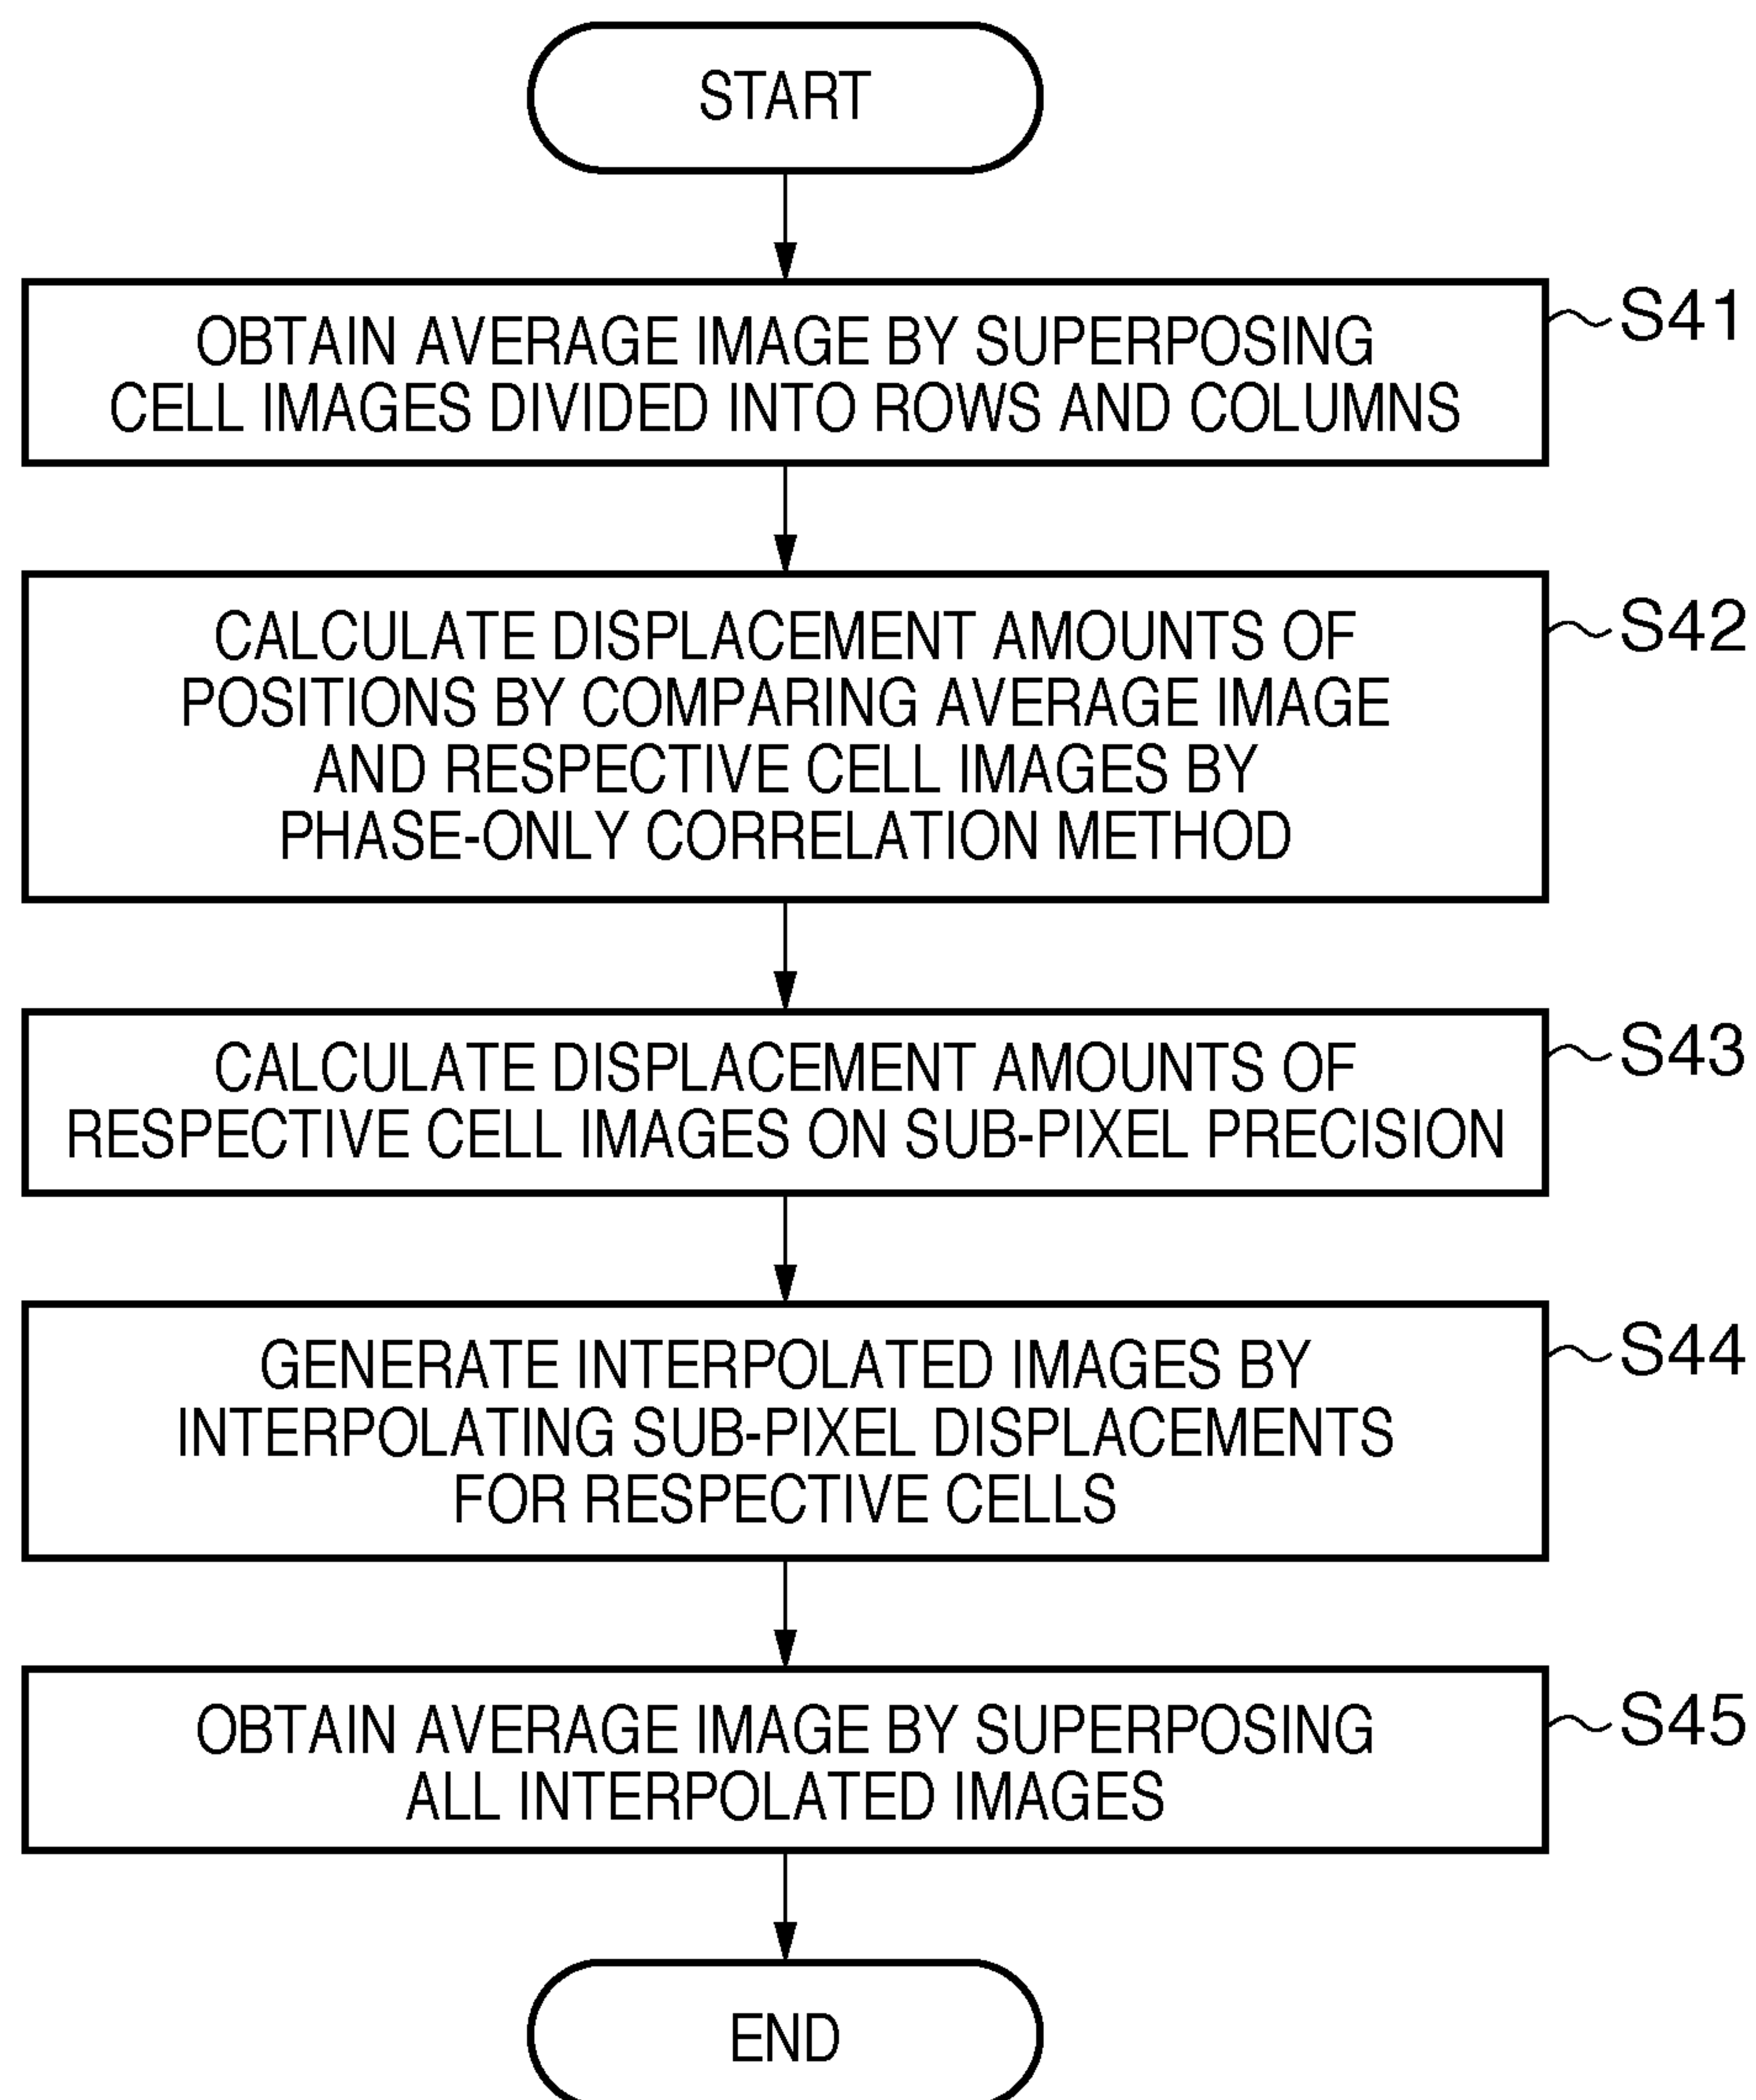 START
OBTAIN AVERAGE IMAGE BY SUPERPOSING
CELL IMAGES DIVIDED INTO ROWS AND COLUMNS
S41
CALCULATE DISPLACEMENT AMOUNTS OF
POSITIONS BY COMPARING AVERAGE IMAGE
AND RESPECTIVE CELL IMAGES BY
PHASE-ONLY CORRELATION METHOD
S42
CALCULATE DISPLACEMENT AMOUNTS OF
RESPECTIVE CELL IMAGES ON SUB-PIXEL PRECISION
S43
GENERATE INTERPOLATED IMAGES BY
INTERPOLATING SUB-PIXEL DISPLACEMENTS
FOR RESPECTIVE CELLS
S44
OBTAIN AVERAGE IMAGE BY SUPERPOSING
ALL INTERPOLATED IMAGES
S45
END